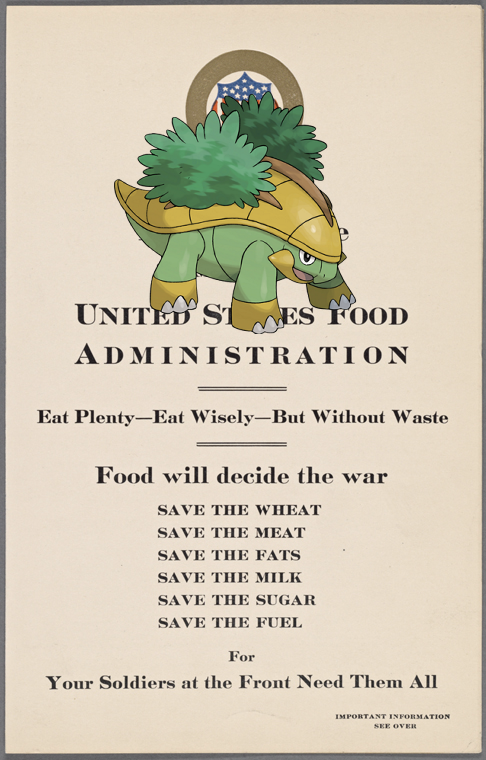 UNITED STATES FOOD
ADMINISTRATION
Eat Plenty—Eat Wisely—But Without Waste
Food will decide the war
SAVE THE WHEAT
SAVE THE MEAT
SAVE THE FATS
SAVE THE MILK
SAVE THE SUGAR
SAVE THE FUEL
For
Your Soldiers at the Front Need Them All
IMPORTANT INFORMATION
SEE OVER